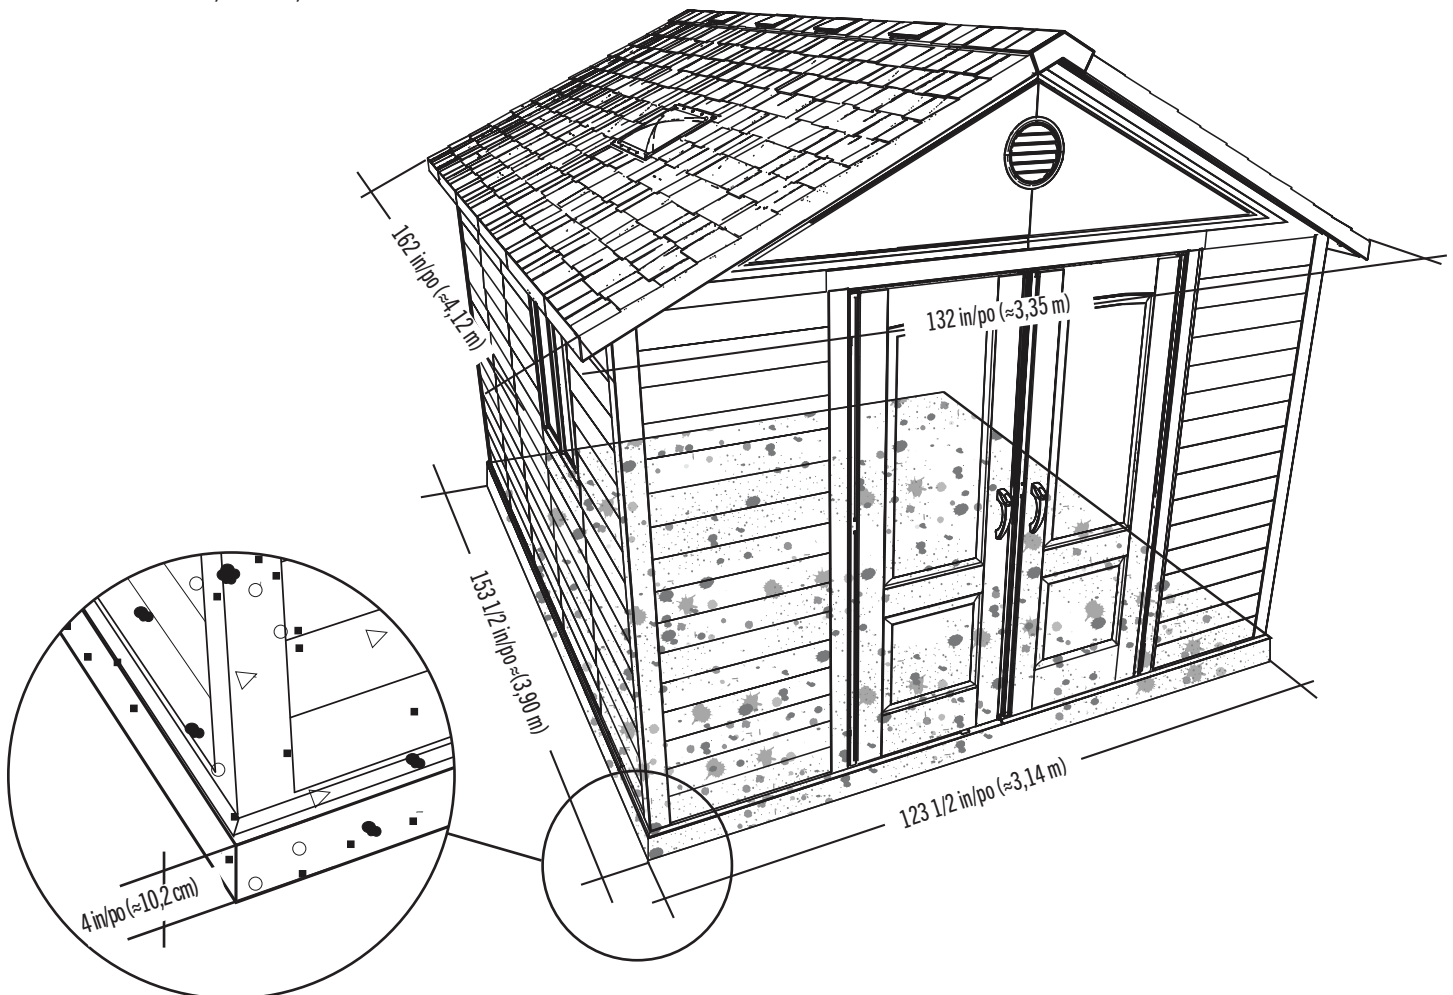 162 in/po (≈4,12 m)
132 in/po (≈3,35 m)
153 1/2 in/po ≈(3,90 m)
123 1/2 in/po (≈3,14 m)
4 in/po (≈10,2 cm)